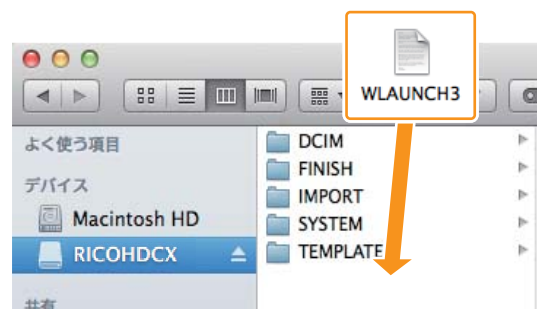 WLAUNCH3
よく使う項目
デバイス
Macintosh HD
RICOHDCX
共有
DCIM
FINISH
IMPORT
SYSTEM
TEMPLATE